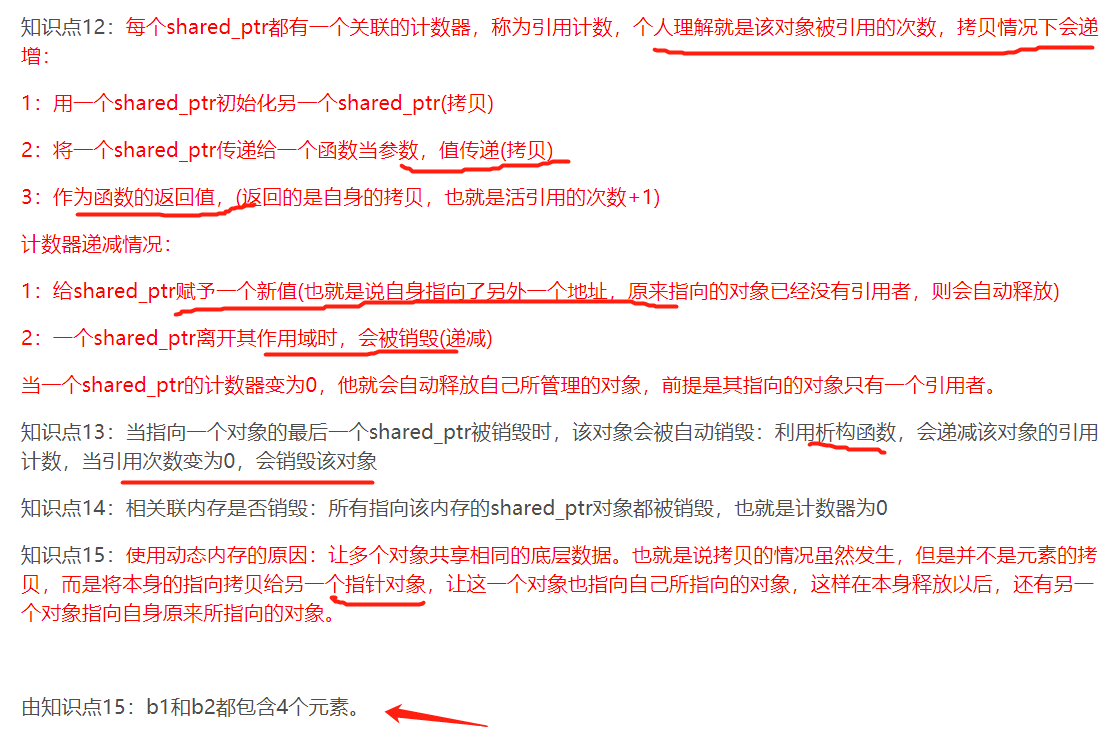 知识点12：每个shared_ptr都有一个关联的计数器，称为引用计数，个人理解就是该对象被引用的次数，拷贝情况下会递
增：
1：用一个shared_ptr初始化另一个shared_ptr(拷贝)
2：将一个shared_ptr传递给一个函数当参数，值传递(拷贝)
3：作为函数的返回值，(返回的是自身的拷贝，也就是活引用的次数+1)
计数器递减情况：
1：给shared_ptr赋予一个新值(也就是说自身指向了另外一个地址，原来指向的对象已经没有引用者，则会自动释放)
2：一个shared_ptr离开其作用域时，会被销毁(递减)
当一个shared_ptr的计数器变为0，他就会自动释放自己所管理的对象，前提是其指向的对象只有一个引用者。
知识点13：当指向一个对象的最后一个shared_ptr被销毁时，该对象会被自动销毁：利用析构函数，会递减该对象的引用
计数，当引用次数变为0，会销毁该对象
知识点14：相关联内存是否销毁：所有指向该内存的shared_ptr对象都被销毁，也就是计数器为0
知识点15：使用动态内存的原因：让多个对象共享相同的底层数据。也就是说拷贝的情况虽然发生，但是并不是元素的拷
贝，而是将本身的指向拷贝给另一个指针对象，让这一个对象也指向自己所指向的对象，这样在本身释放以后，还有另一
个对象指向自身原来所指向的对象。
由知识点15：b1和b2都包含4个元素。